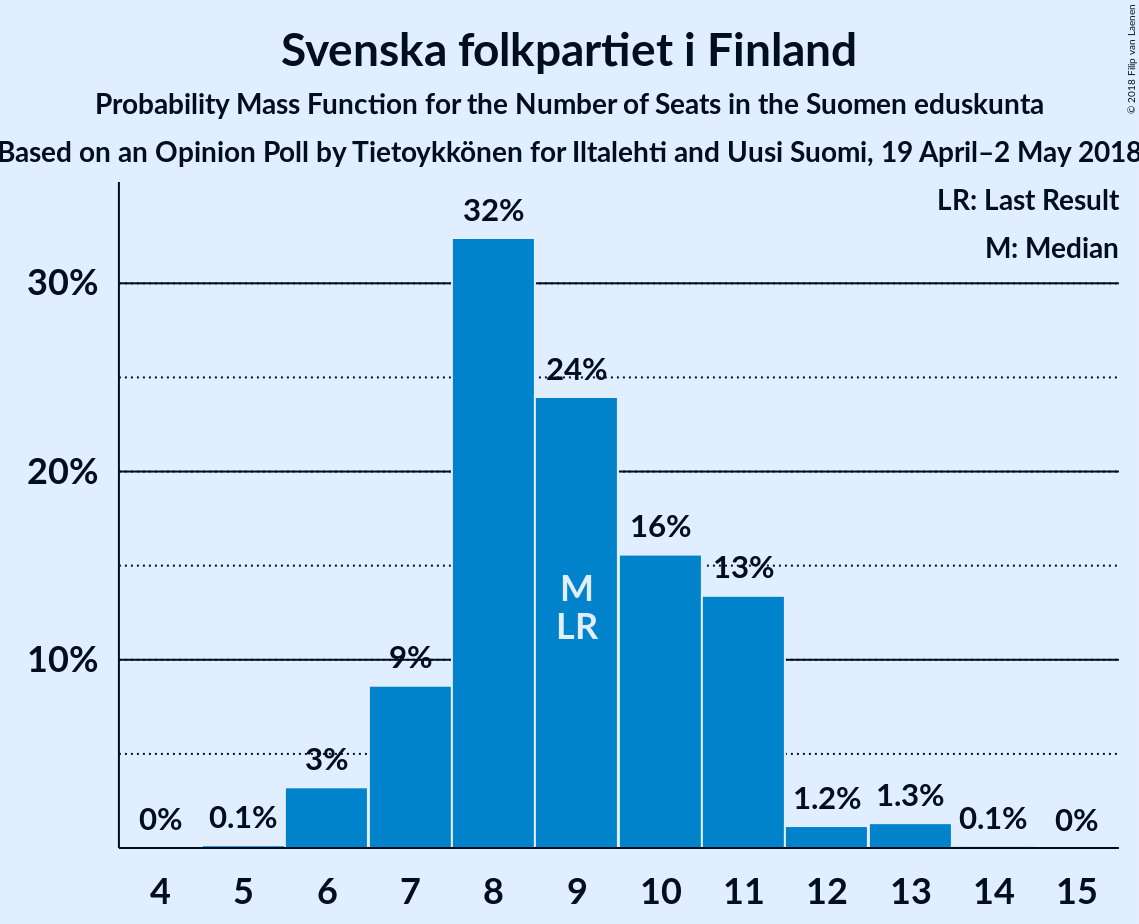 Svenska folkpartiet i Finland
Probability Mass Function for the Number of Seats in the Suomen eduskunta
Based on an Opinion Poll by Tietoykkönen for Iltalehti and Uusi Suomi, 19 April–2 May 2018
© 2018 Filip van Laenen
LR: Last Result
M: Median
30%
20%
10%
0%
0.1%
3%
9%
32%
24%
16%
13%
1.2%
1.3%
0.1%
0%
M
LR
4 5 6 7 8 9 10 11 12 13 14 15